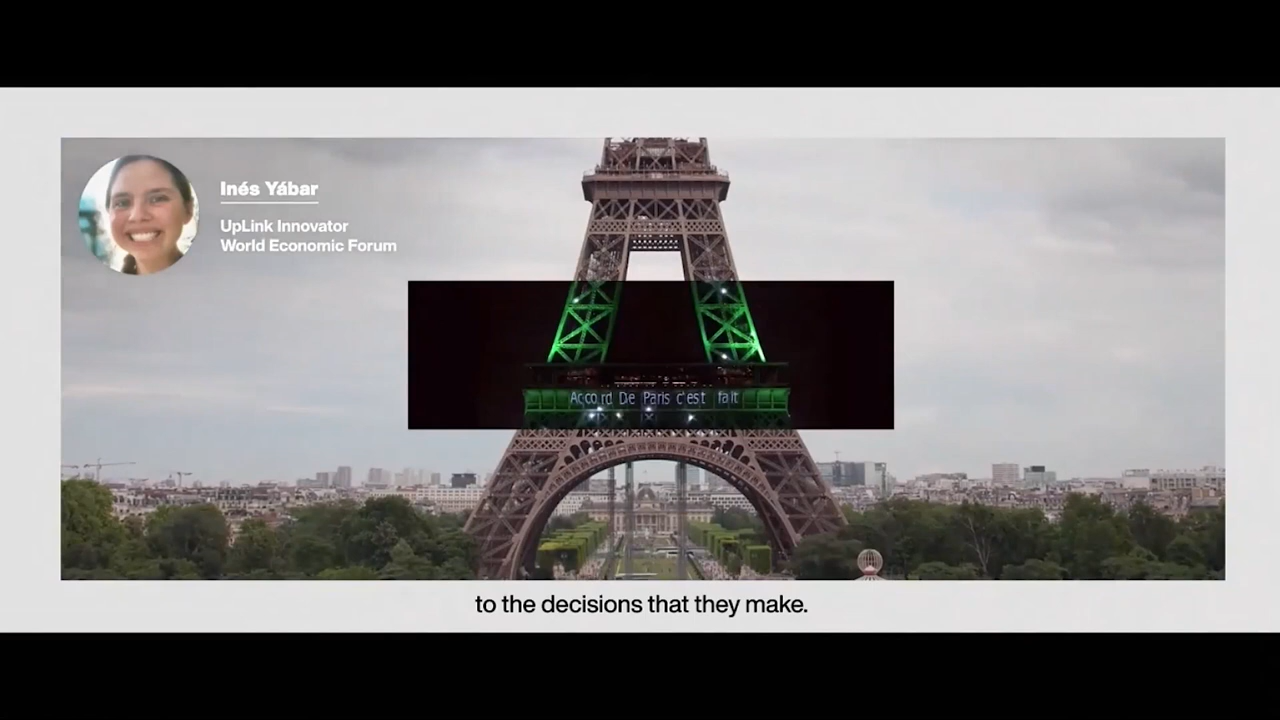 Inés Yábar
UpLink Innovator
World Economic Forum
Accord De Paris c'est fait
to the decisions that they make.